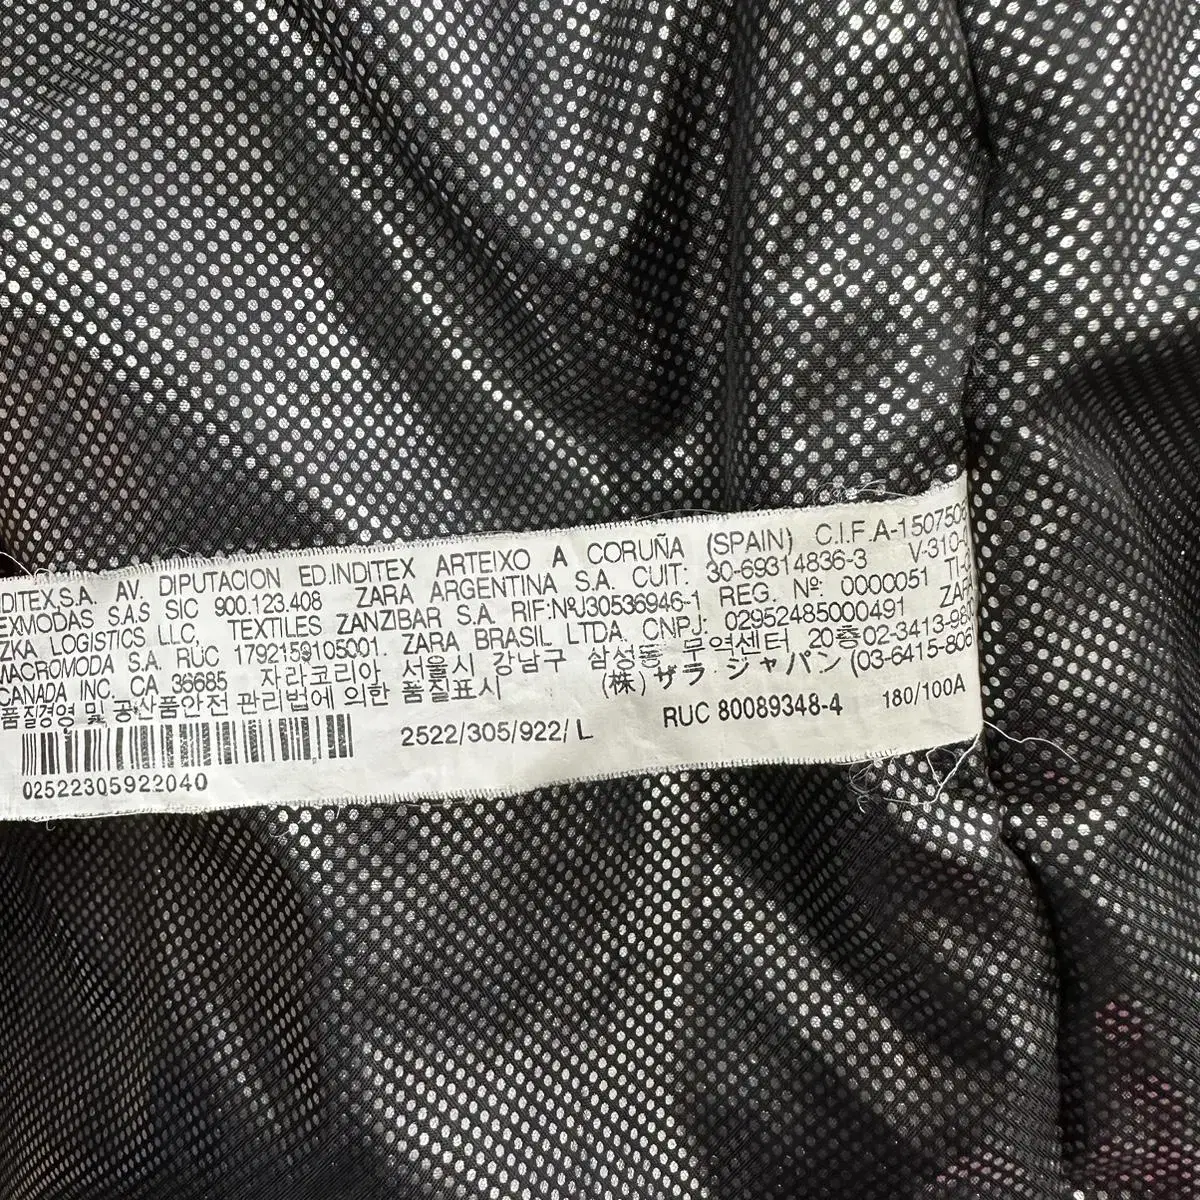 INDITEX,S.A. AV. DIPUTACION ED.INDITEX ARTEIXO A CORUÑA (SPAIN) C.I.F.A-150750
EXMODAS S.A.S SIC 900.123.408 ZARA ARGENTINA S.A. CUIT: 30-69314836-3 V-310-
ZKA LOGISTICS LLC, TEXTILES ZANZIBAR S.A. RIF:NºJ30536946-1 REG. Nº: 0000051 TI-
MACROMODA S.A. RUC 1792159105001. ZARA BRASIL LTDA. CNPJ: 02952485000491 ZARA
CANADA INC. CA 36685 자라코리아 서울시 강남구 삼성동 무역센터 20층02-3413-98
품질경영 및 공산품안전 관리법에 의한 품질표시 (株)ザラ ジャパン (03-6415-806
02522305922040 2522/305/922/ L RUC 80089348-4 180/100A